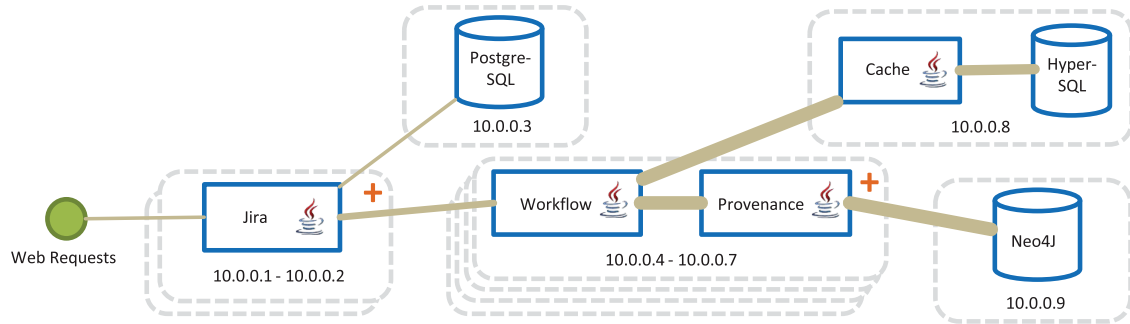 Web Requests
Jira
+
10.0.0.1 - 10.0.0.2
Postgre-
SQL
10.0.0.3
Workflow
Provenance
+
10.0.0.4 - 10.0.0.7
Cache
Hyper-
SQL
10.0.0.8
Neo4J
10.0.0.9